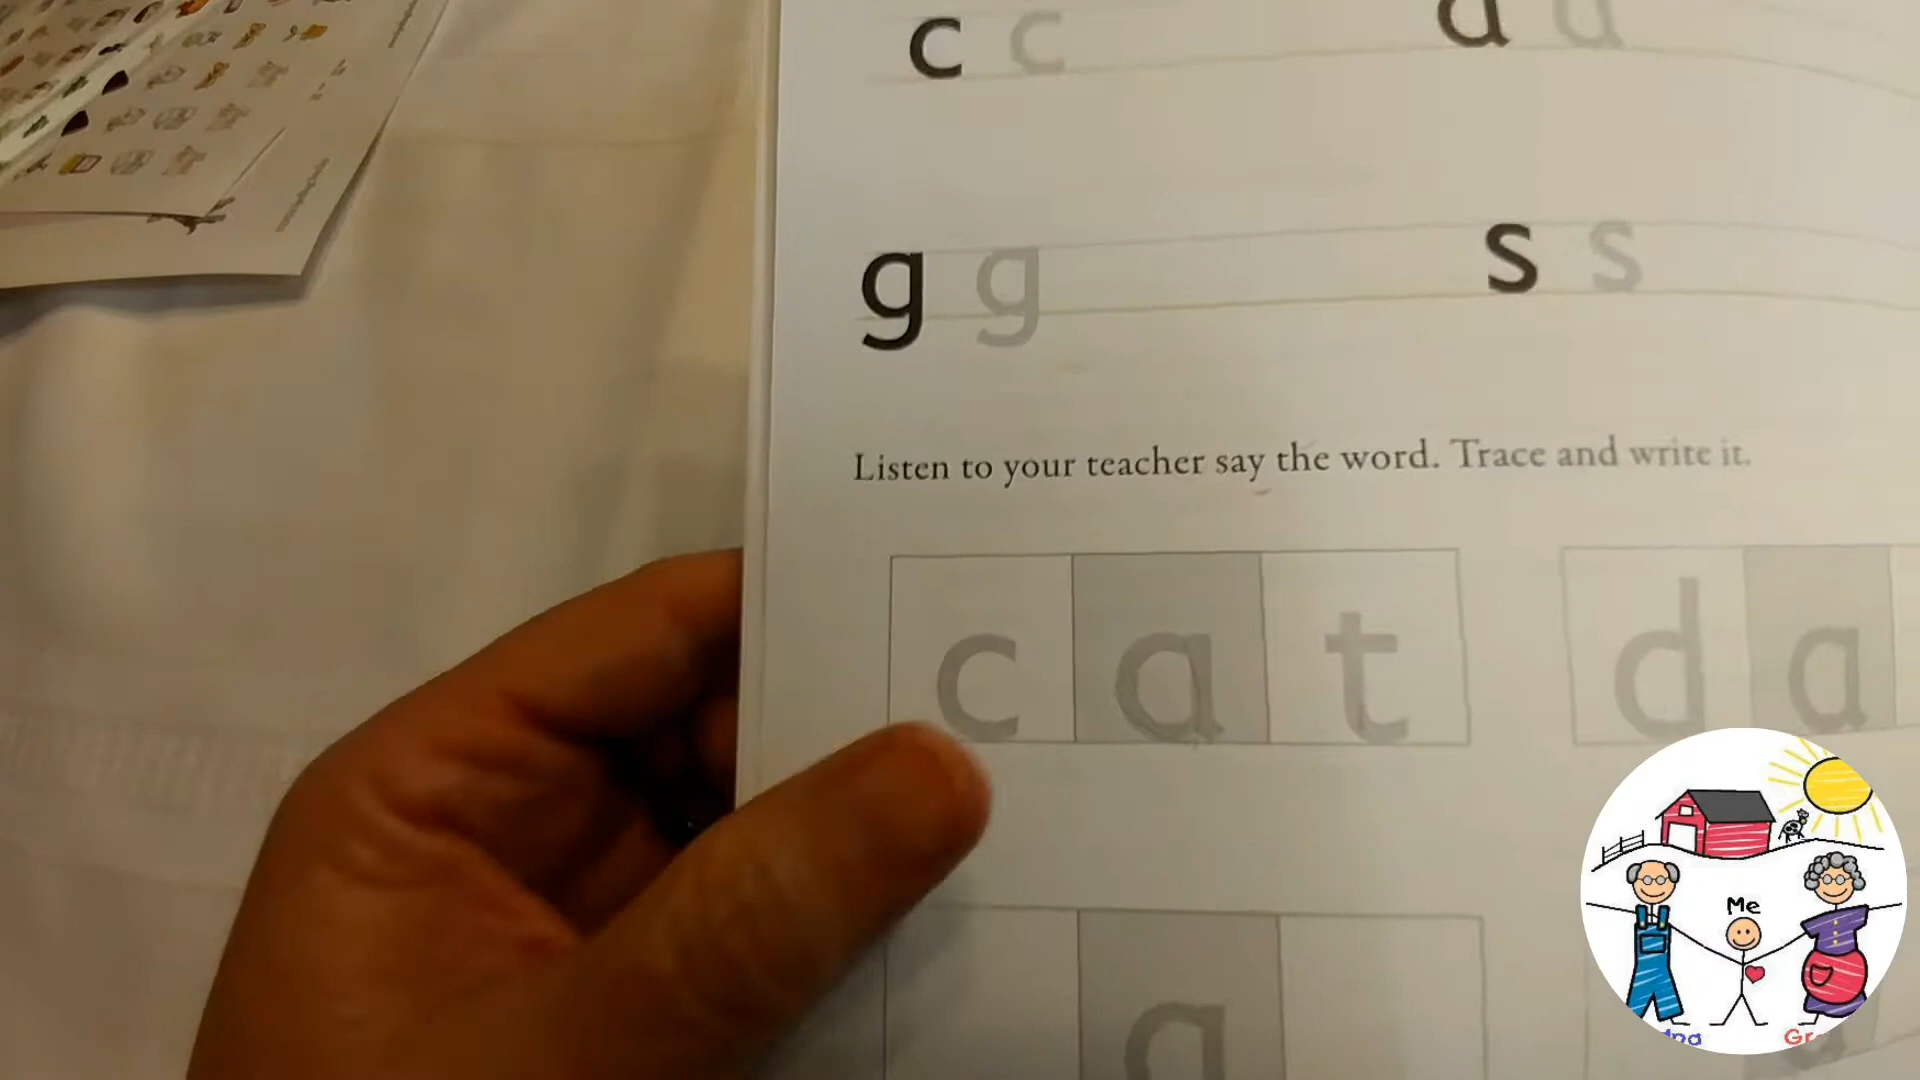 c c d d
g g s s
Listen to your teacher say the word. Trace and write it.
c a t d a
a
Me